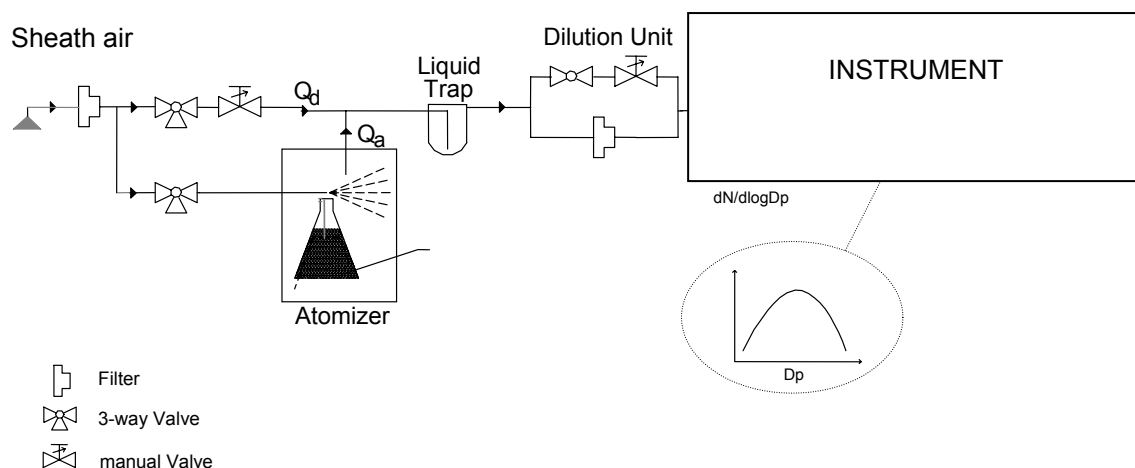 Sheath air
Dilution Unit
INSTRUMENT
Liquid
Trap
Qd
Qa
dN/dlogDp
Atomizer
Dp
Filter
3-way Valve
manual Valve